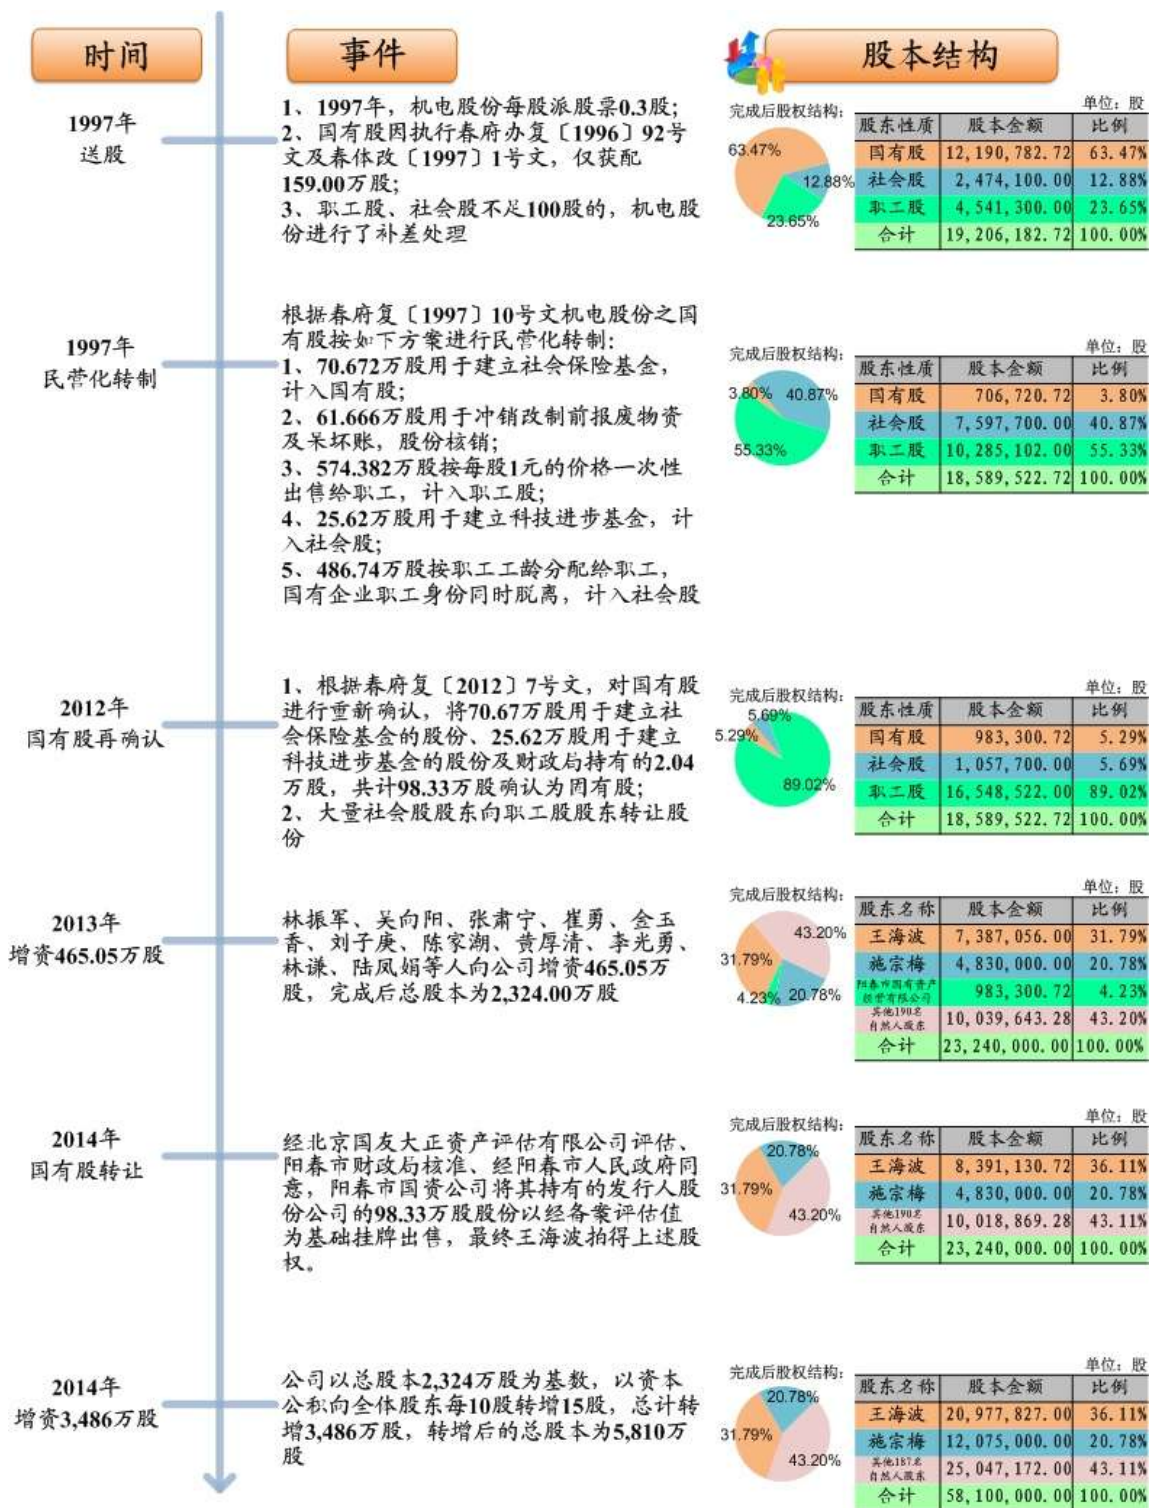 时间
事件
股本结构
1997年
送股
1、1997年，机电股份每股派股票0.3股；
2、国有股因执行春府办复〔1996〕92号
文及春体改〔1997〕1号文，仅获配
159.00万股；
3、职工股、社会股不足100股的，机电股
份进行了补差处理
完成后股权结构：
63.47%
12.88%
23.65%
单位：股
股东性质 股本金额 比例
国有股 12,190,782.72 63.47%
社会股 2,474,100.00 12.88%
职工股 4,541,300.00 23.65%
合计 19,206,182.72 100.00%
1997年
民营化转制
根据春府复〔1997〕10号文机电股份之国
有股按如下方案进行民营化转制：
1、70.672万股用于建立社会保险基金，
计入国有股；
2、61.666万股用于冲销改制前报废物资
及呆坏账，股份核销；
3、574.382万股按每股1元的价格一次性
出售给职工，计入职工股；
4、25.62万股用于建立科技进步基金，计
入社会股；
5、486.74万股按职工工龄分配给职工，
国有企业职工身份同时脱离，计入社会股
完成后股权结构：
3.80%
40.87%
55.33%
单位：股
股东性质 股本金额 比例
国有股 706,720.72 3.80%
社会股 7,597,700.00 40.87%
职工股 10,285,102.00 55.33%
合计 18,589,522.72 100.00%
2012年
国有股再确认
1、根据春府复〔2012〕7号文，对国有股
进行重新确认，将70.67万股用于建立社
会保险基金的股份、25.62万股用于建立
科技进步基金的股份及财政局持有的2.04
万股，共计98.33万股确认为国有股；
2、大量社会股股东向职工股股东转让股
份
完成后股权结构：
5.69%
5.29%
89.02%
单位：股
股东性质 股本金额 比例
国有股 983,300.72 5.29%
社会股 1,057,700.00 5.69%
职工股 16,548,522.00 89.02%
合计 18,589,522.72 100.00%
2013年
增资465.05万股
林振军、吴向阳、张肃宁、崔勇、金玉
香、刘子庚、陈家湖、黄厚清、李光勇、
林谦、陆凤娟等人向公司增资465.05万
股，完成后总股本为2,324.00万股
完成后股权结构：
43.20%
31.79%
4.23%
20.78%
单位：股
股东名称 股本金额 比例
王海波 7,387,056.00 31.79%
施宗梅 4,830,000.00 20.78%
阳春市国有资产
经营有限公司 983,300.72 4.23%
其他190名
自然人股东 10,039,643.28 43.20%
合计 23,240,000.00 100.00%
2014年
国有股转让
经北京国友大正资产评估有限公司评估、
阳春市财政局核准、经阳春市人民政府同
意，阳春市国资公司将其持有的发行人股
份公司的98.33万股股份以经备案评估值
为基础挂牌出售，最终王海波拍得上述股
权。
完成后股权结构：
20.78%
31.79%
43.20%
单位：股
股东名称 股本金额 比例
王海波 8,391,130.72 36.11%
施宗梅 4,830,000.00 20.78%
其他190名
自然人股东 10,018,869.28 43.11%
合计 23,240,000.00 100.00%
2014年
增资3,486万股
公司以总股本2,324万股为基数，以资本
公积向全体股东每10股转增15股，总计转
增3,486万股，转增后的总股本为5,810万
股
完成后股权结构：
20.78%
31.79%
43.20%
单位：股
股东名称 股本金额 比例
王海波 20,977,827.00 36.11%
施宗梅 12,075,000.00 20.78%
其他187名
自然人股东 25,047,172.00 43.11%
合计 58,100,000.00 100.00%